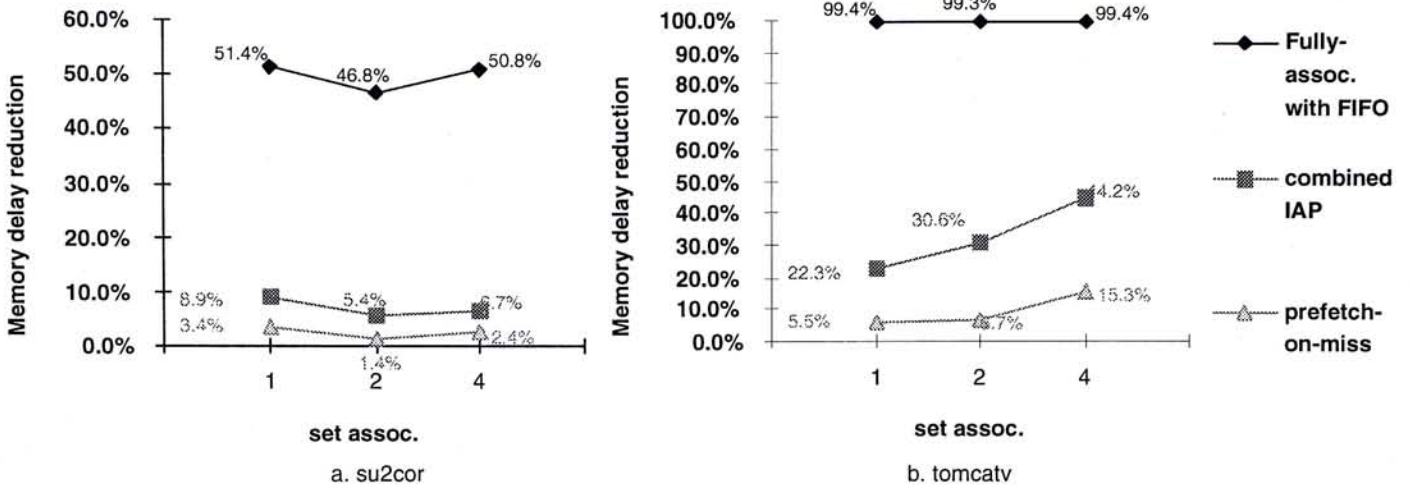 60.0%
50.0%
40.0%
30.0%
20.0%
10.0%
0.0%
Memory delay reduction
51.4%
46.8%
50.8%
8.9%
5.4%
3.4%
1.4%
2.4%
1 2 4
set assoc.
a. su2cor
100.0%
90.0%
80.0%
70.0%
60.0%
50.0%
40.0%
30.0%
20.0%
10.0%
0.0%
Memory delay reduction
99.4%
99.3%
99.4%
22.3%
30.6%
5.5%
15.3%
1 2 4
set assoc.
b. tomcatv
Fully-
assoc.
with FIFO
combined
IAP
prefetch-
on-miss